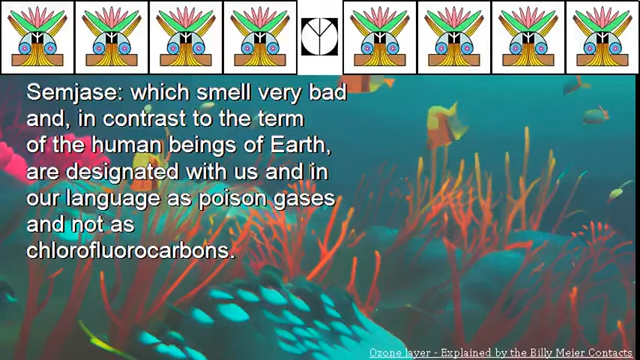 Semjase: which smell very bad
and, in contrast to the term
of the human beings of Earth,
are designated with us and in
our language as poison gases
and not as
chlorofluorocarbons.
Ozone layer - Explained by the Billy Meier Contacts